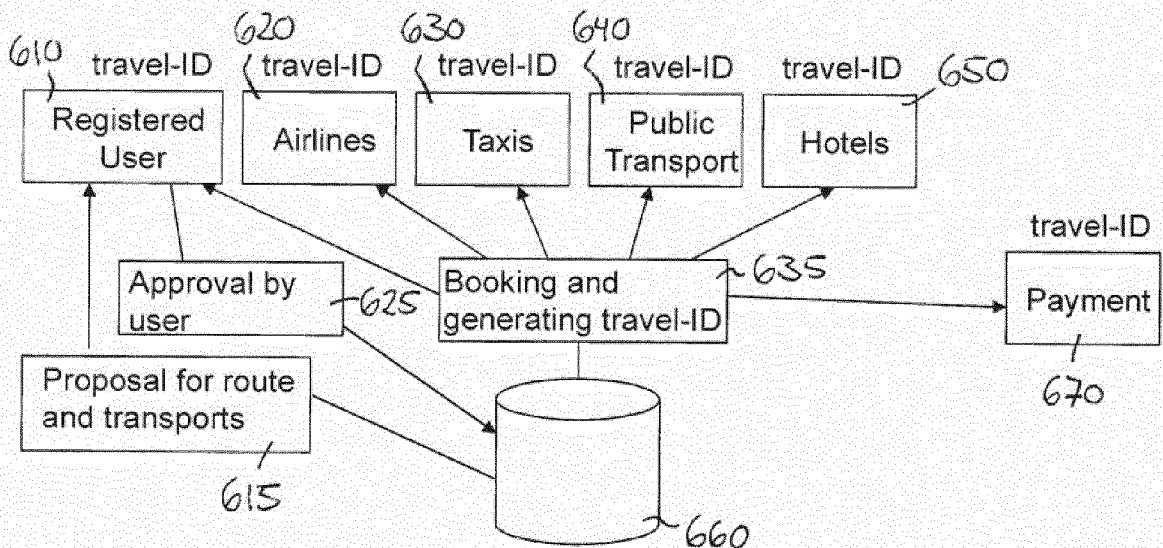 610 620 630 640
travel-ID travel-ID travel-ID travel-ID travel-ID
650
Registered
User
Airlines
Taxis
Public
Transport
Hotels
travel-ID
Payment
670
Approval by
user
625
Booking and
generating travel-ID
635
Proposal for route
and transports
615
660